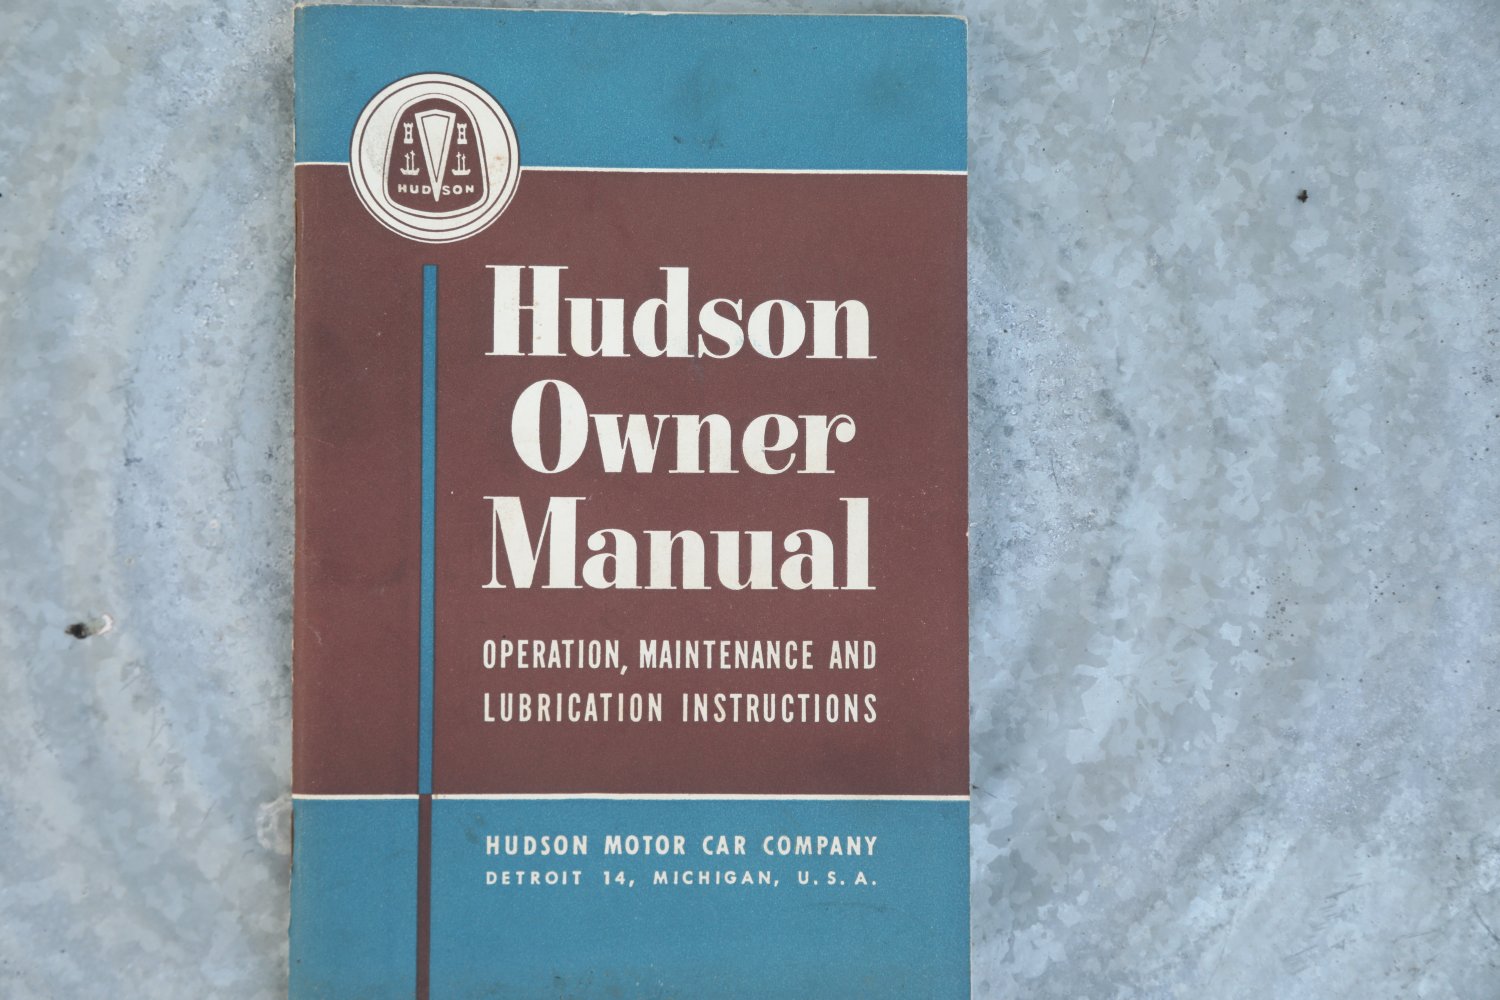 HUDSON
Hudson
Owner
Manual
OPERATION, MAINTENANCE AND
LUBRICATION INSTRUCTIONS
HUDSON MOTOR CAR COMPANY
DETROIT 14, MICHIGAN, U. S. A.